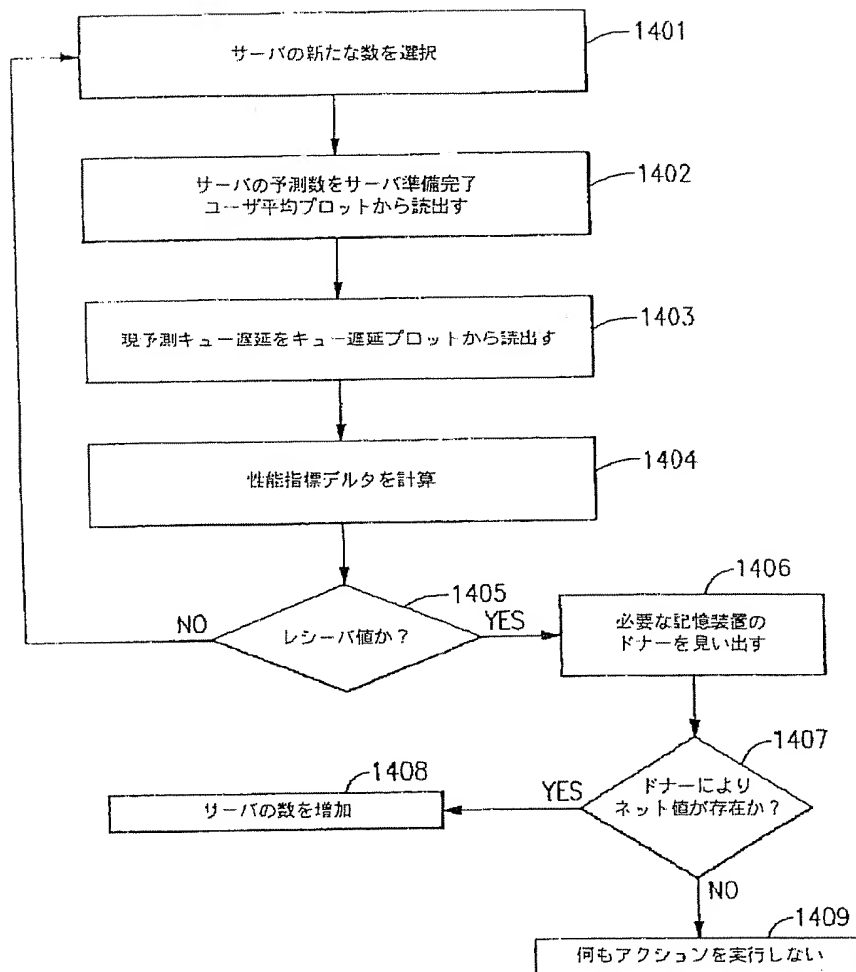 1401
サーバの新たな数を選択
1402
サーバの予測数をサーバ準備完了
ユーザ平均プロットから読出す
1403
現予測キュー遅延をキュー遅延プロットから読出す
1404
性能指標デルタを計算
1405
レシーバ値か?
NO
YES
1406
必要な記憶装置の
ドナーを見い出す
1407
ドナーにより
ネット値が存在か?
YES
1408
サーバの数を増加
NO
1409
何もアクションを実行しない